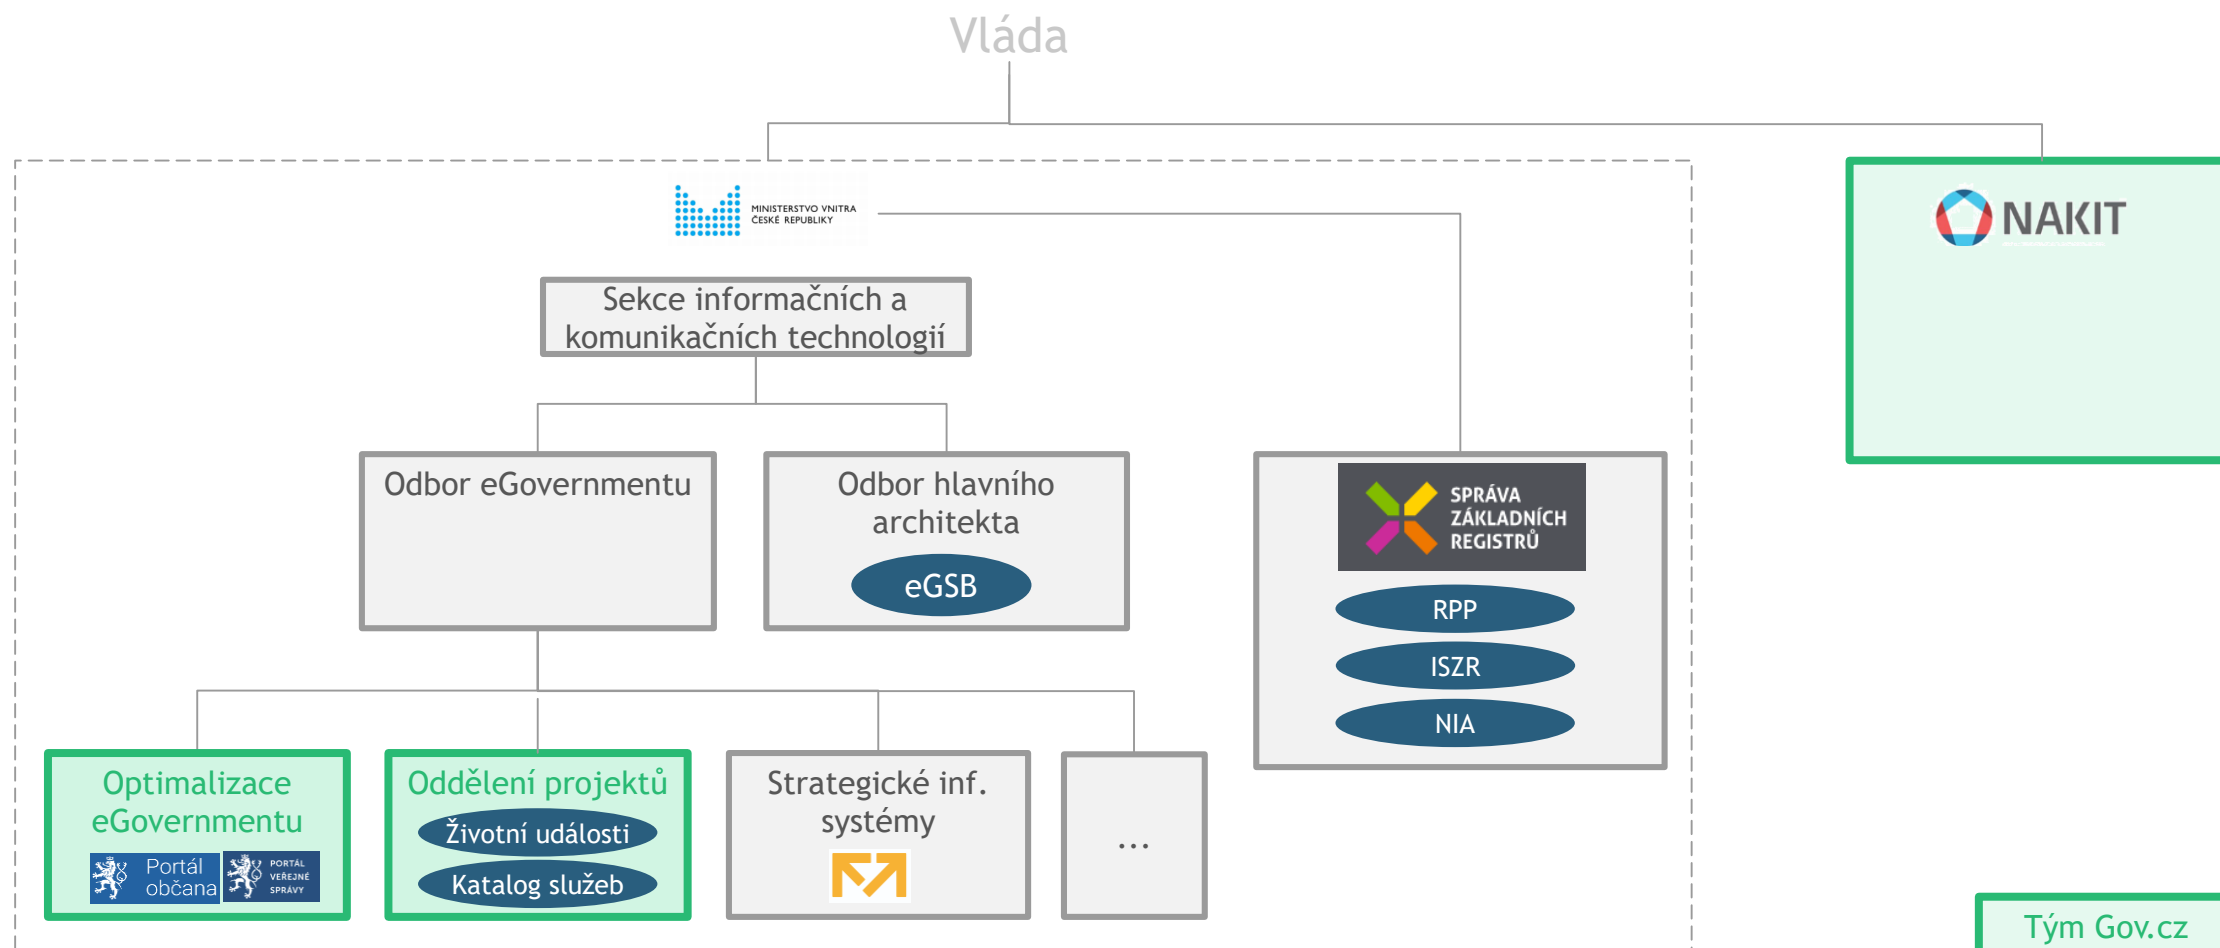 Vláda
MINISTERSTVO VNITRA
ČESKÉ REPUBLIKY
NAKIT
Sekce informačních a
komunikačních technologií
Odbor eGovernmentu
Odbor hlavního
architekta
eGSB
SPRÁVA
ZÁKLADNÍCH
REGISTRŮ
RPP
ISZR
NIA
Optimalizace
eGovernmentu
Portál
občana
PORTÁL
VEŘEJNÉ
SPRÁVY
Oddělení projektů
Životní události
Katalog služeb
Strategické inf.
systémy
...
Tým Gov.cz